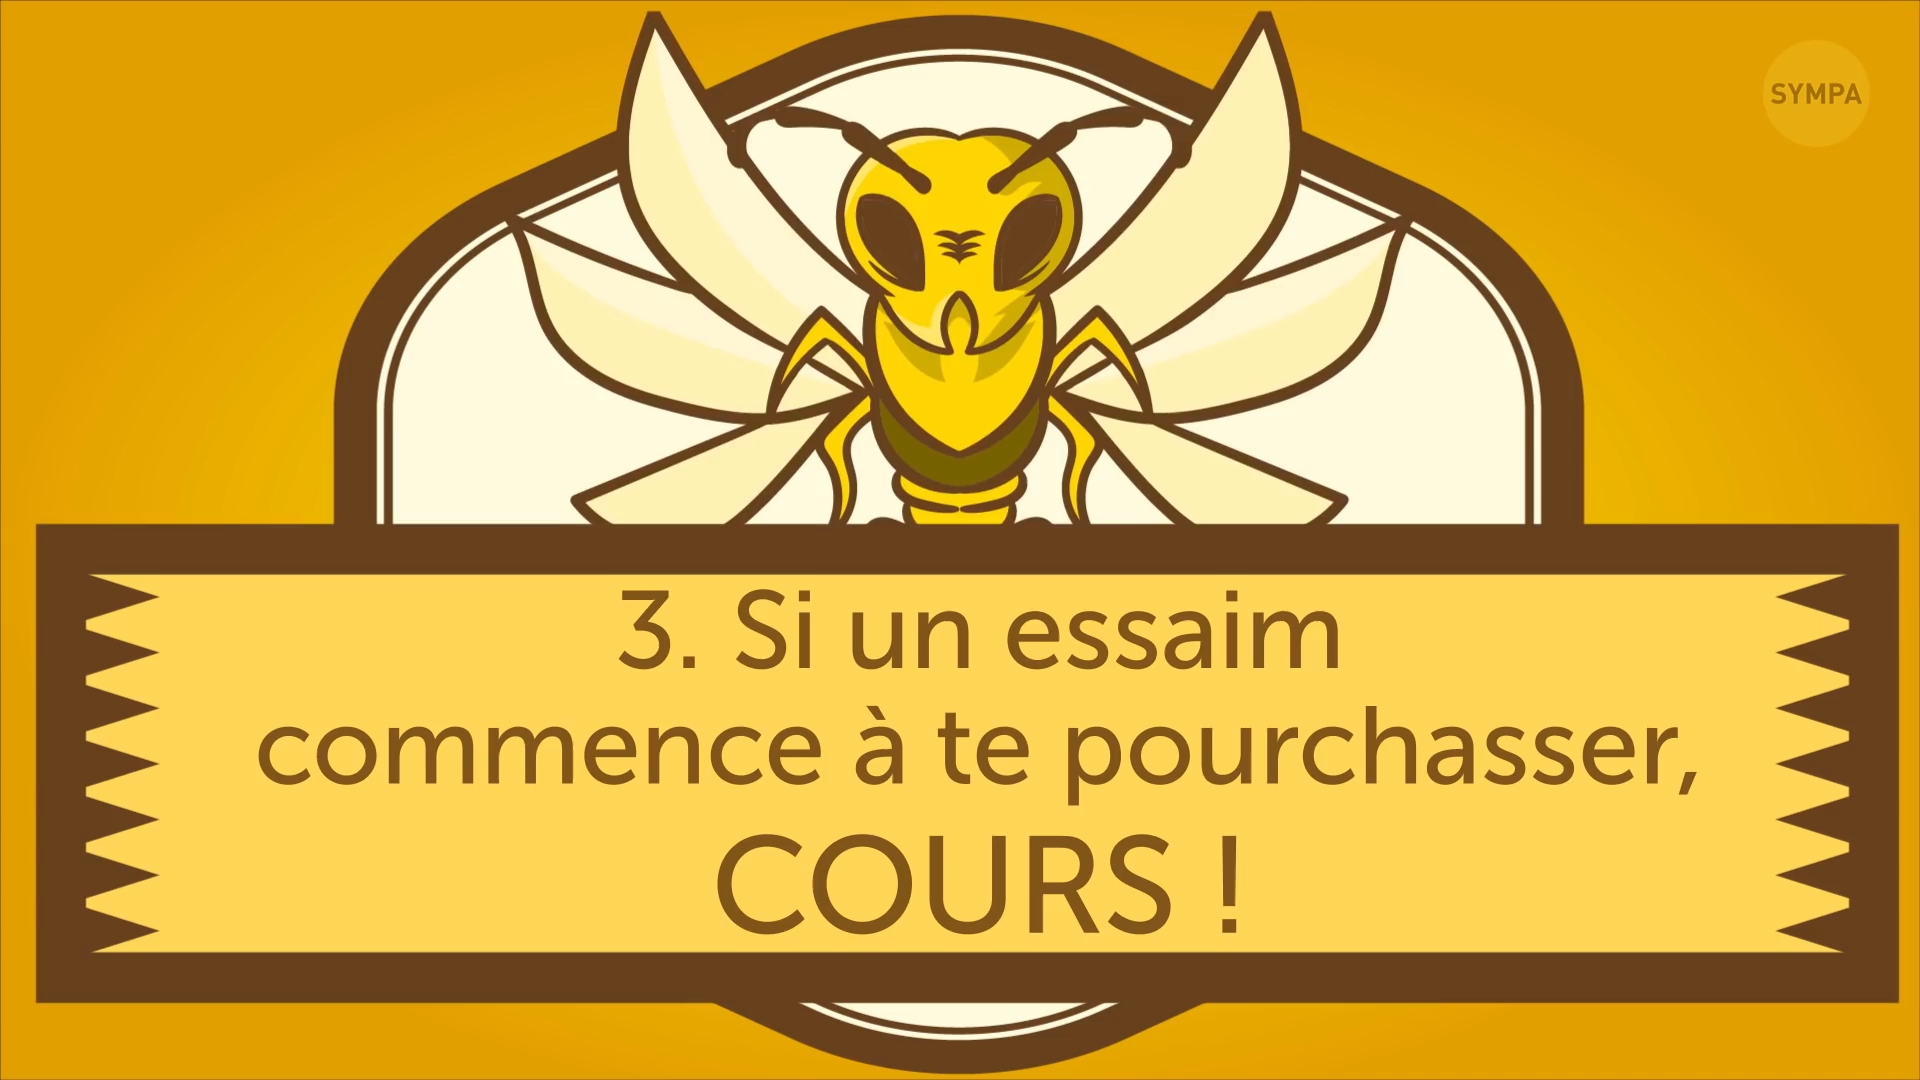 SYMPA
3. Si un essaim
commence à te pourchasser,
COURS !